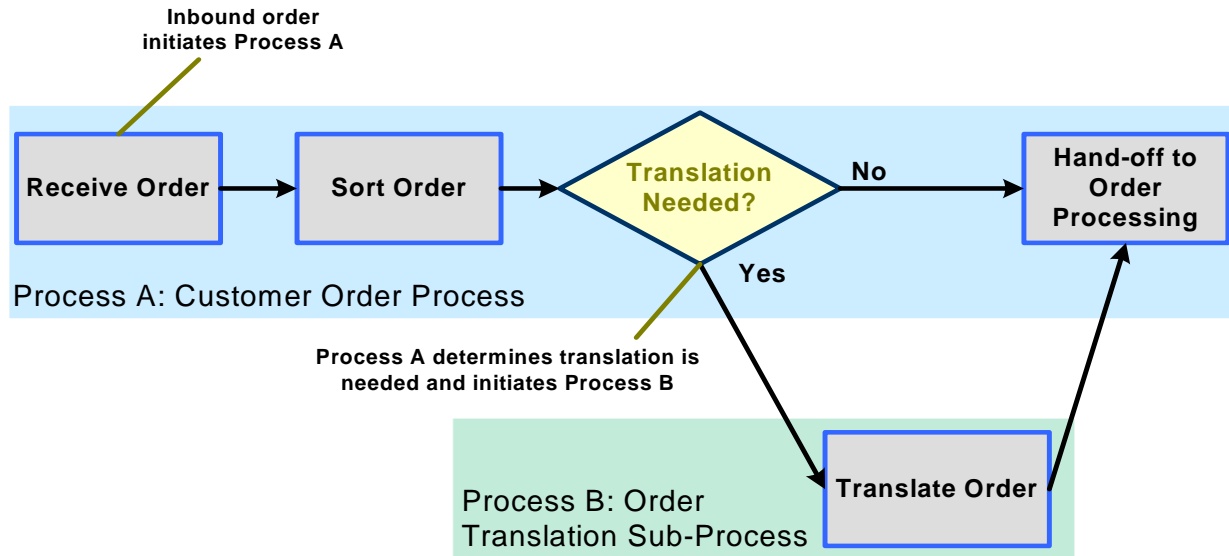 Inbound order
initiates Process A
Receive Order
Sort Order
Translation
Needed?
No
Hand-off to
Order
Processing
Yes
Process A: Customer Order Process
Process A determines translation is
needed and initiates Process B
Translate Order
Process B: Order
Translation Sub-Process